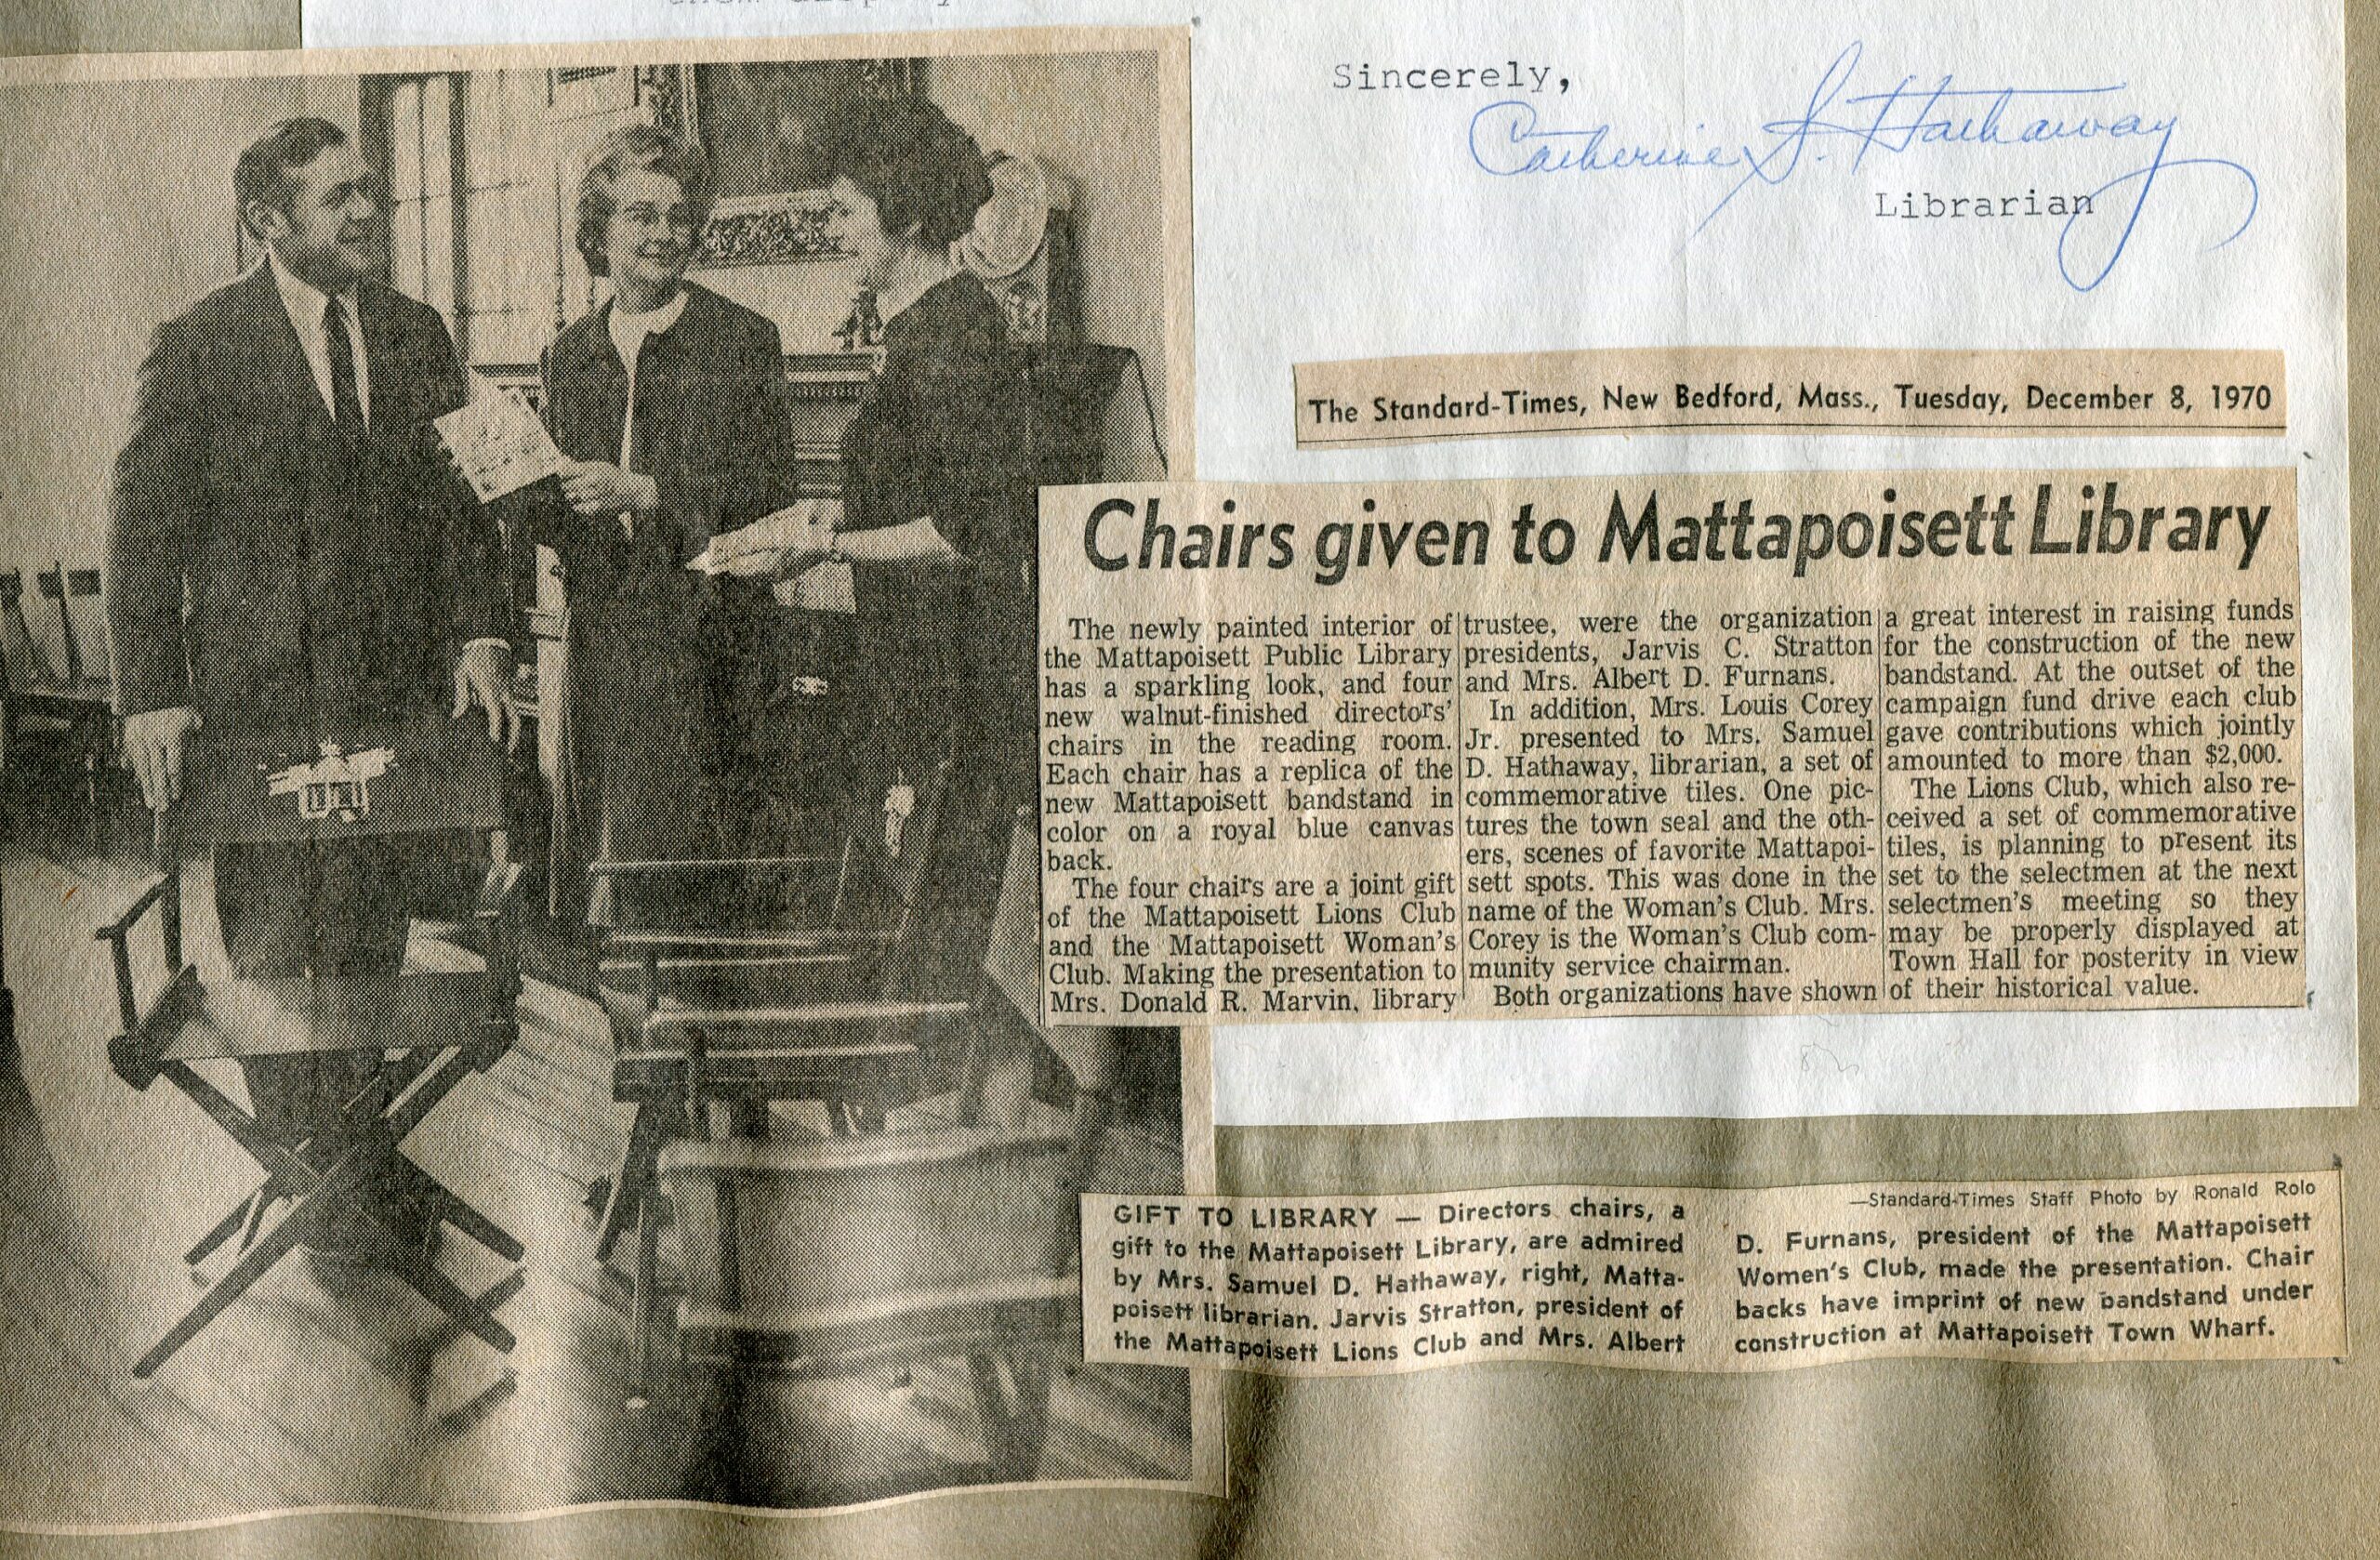 Sincerely,
Catherine S. Hathaway
Librarian
The Standard-Times, New Bedford, Mass., Tuesday, December 8, 1970
Chairs given to Mattapoisett Library
The newly painted interior of
the Mattapoisett Public Library
has a sparkling look, and four
new walnut-finished directors'
chairs in the reading room.
Each chair has a replica of the
new Mattapoisett bandstand in
color on a royal blue canvas
back.
The four chairs are a joint gift
of the Mattapoisett Lions Club
and the Mattapoisett Woman's
Club. Making the presentation to
Mrs. Donald R. Marvin, library
trustee, were the organization
presidents, Jarvis C. Stratton
and Mrs. Albert D. Furnans.
In addition, Mrs. Louis Corey
Jr. presented to Mrs. Samuel
D. Hathaway, librarian, a set of
commemorative tiles. One pic-
tures the town seal and the oth-
ers, scenes of favorite Mattapoi-
sett spots. This was done in the
name of the Woman's Club. Mrs.
Corey is the Woman's Club com-
munity service chairman.
Both organizations have shown
a great interest in raising funds
for the construction of the new
bandstand. At the outset of the
campaign fund drive each club
gave contributions which jointly
amounted to more than $2,000.
The Lions Club, which also re-
ceived a set of commemorative
tiles, is planning to present its
set to the selectmen at the next
selectmen's meeting so they
may be properly displayed at
Town Hall for posterity in view
of their historical value.
GIFT TO LIBRARY — Directors chairs, a
gift to the Mattapoisett Library, are admired
by Mrs. Samuel D. Hathaway, right, Matta-
poisett librarian. Jarvis Stratton, president of
the Mattapoisett Lions Club and Mrs. Albert
—Standard-Times Staff Photo by Ronald Rolo
D. Furnans, president of the Mattapoisett
Women's Club, made the presentation. Chair
backs have imprint of new bandstand under
construction at Mattapoisett Town Wharf.